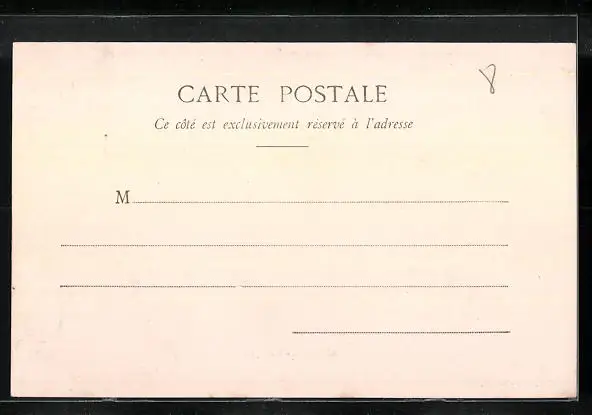 8
CARTE POSTALE
Ce côté est exclusivement réservé à l'adresse
M